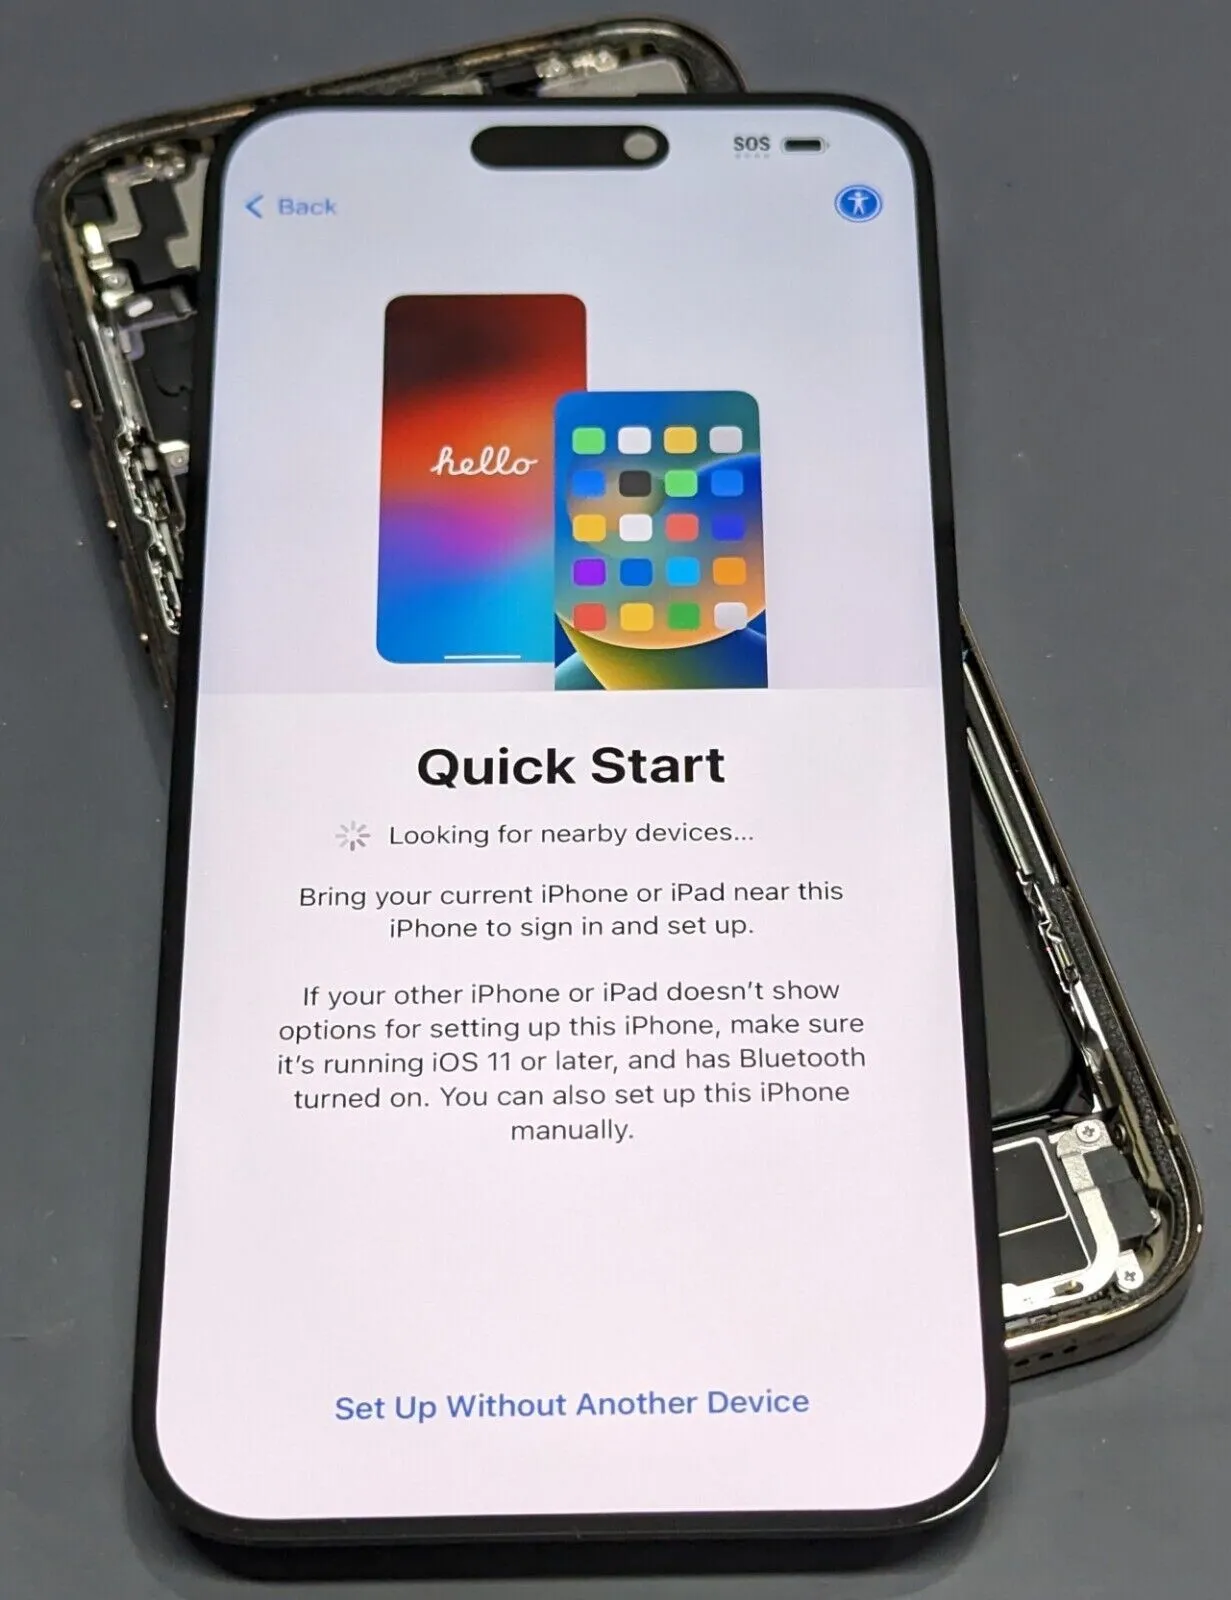 SOS
Back
hello
Quick Start
Looking for nearby devices...
Bring your current iPhone or iPad near this
iPhone to sign in and set up.
If your other iPhone or iPad doesn't show
options for setting up this iPhone, make sure
it's running iOS 11 or later, and has Bluetooth
turned on. You can also set up this iPhone
manually.
Set Up Without Another Device